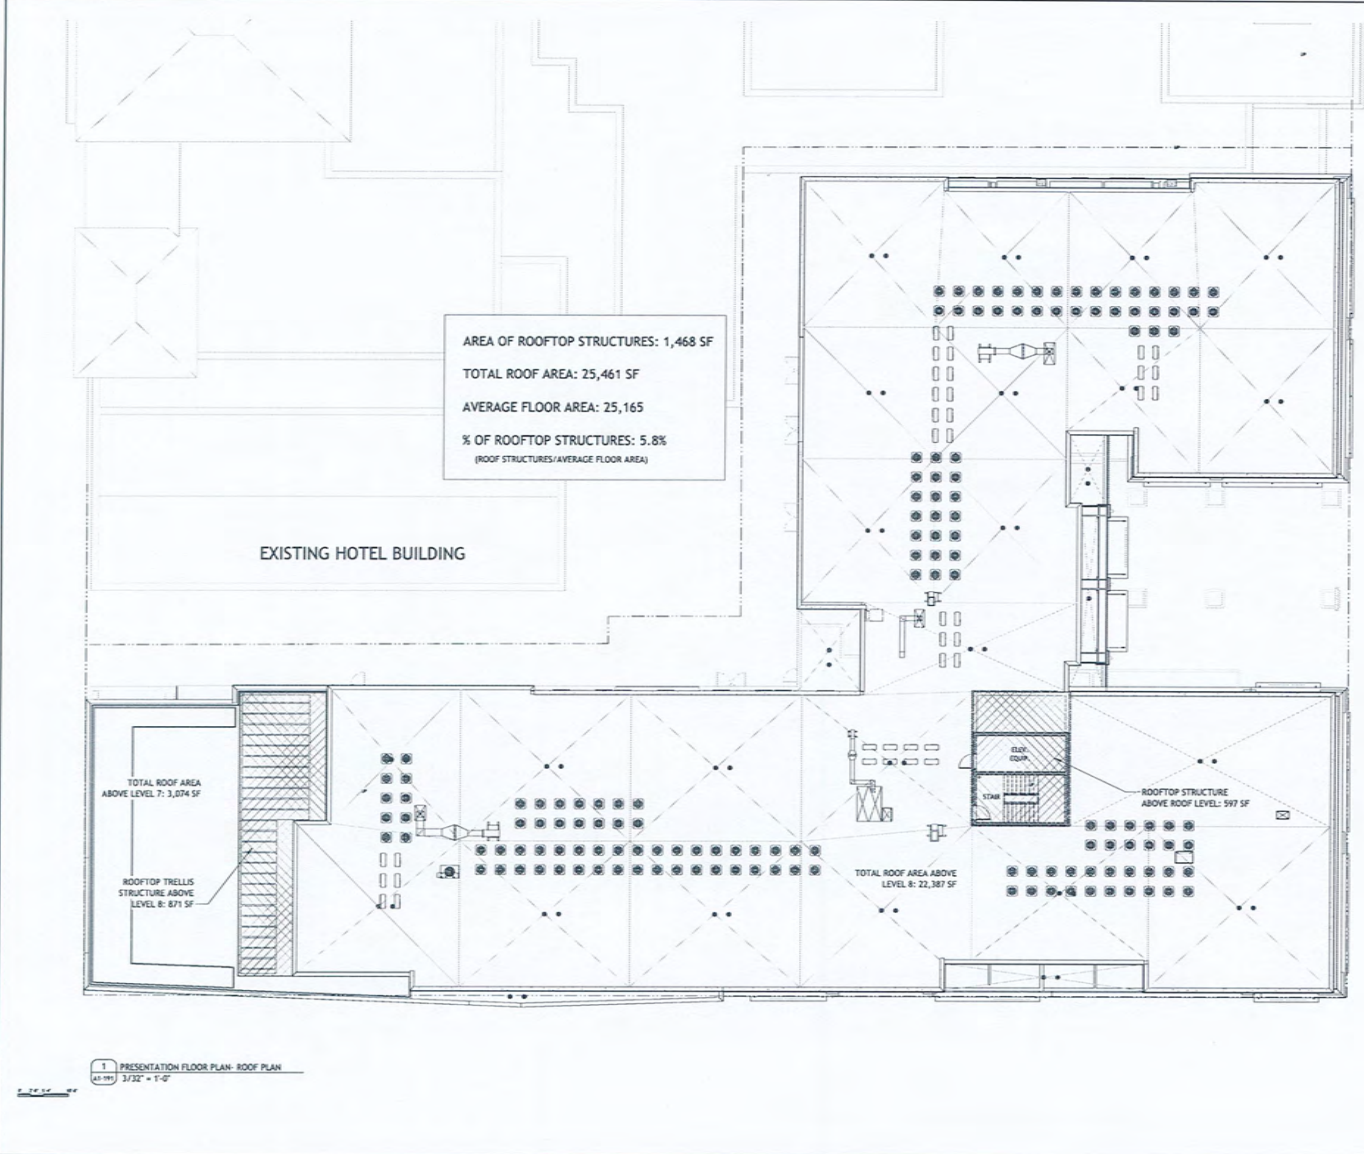 AREA OF ROOFTOP STRUCTURES: 1,468 SF
TOTAL ROOF AREA: 25,461 SF
AVERAGE FLOOR AREA: 25,165
% OF ROOFTOP STRUCTURES: 5.8%
(ROOF STRUCTURES/AVERAGE FLOOR AREA)
EXISTING HOTEL BUILDING
TOTAL ROOF AREA
ABOVE LEVEL 7: 3,074 SF
ROOFTOP TRELLIS
STRUCTURE ABOVE
LEVEL 8: 871 SF
ELEV.
EQUIP.
STAIR
ROOFTOP STRUCTURE
ABOVE ROOF LEVEL: 597 SF
TOTAL ROOF AREA ABOVE
LEVEL 8: 22,387 SF
1 PRESENTATION FLOOR PLAN- ROOF PLAN
3/32" = 1'-0"